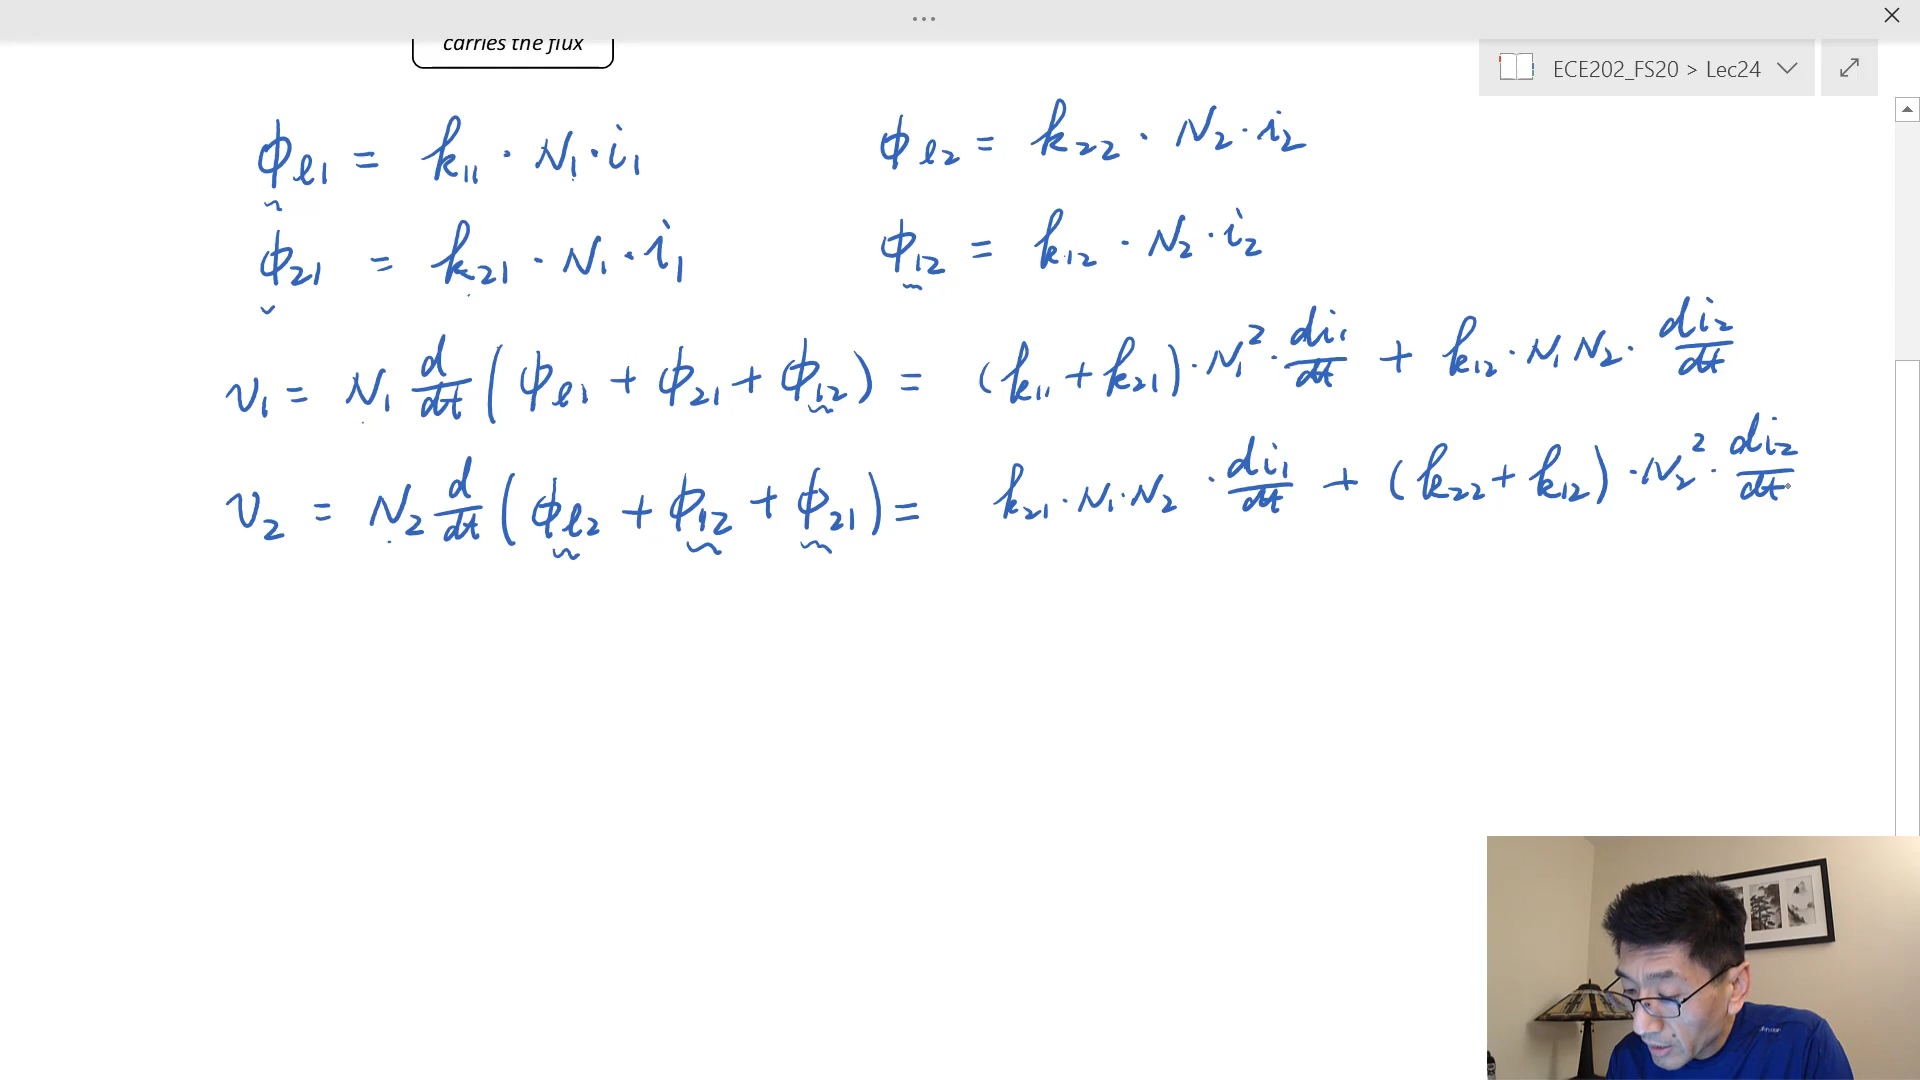 carries the flux
ECE202_FS20 > Lec24
ϕℓ1 = k11 · N1 · i1
ϕℓ2 = k22 · N2 · i2
ϕ21 = k21 · N1 · i1
ϕ12 = k12 · N2 · i2
v1 = N1 d/dt (ϕℓ1 + ϕ21 + ϕ12) = (k11 + k21) · N1² · di1/dt + k12 · N1 N2 · di2/dt
v2 = N2 d/dt (ϕℓ2 + ϕ12 + ϕ21) = k21 · N1 · N2 · di1/dt + (k22 + k12) · N2² · di2/dt